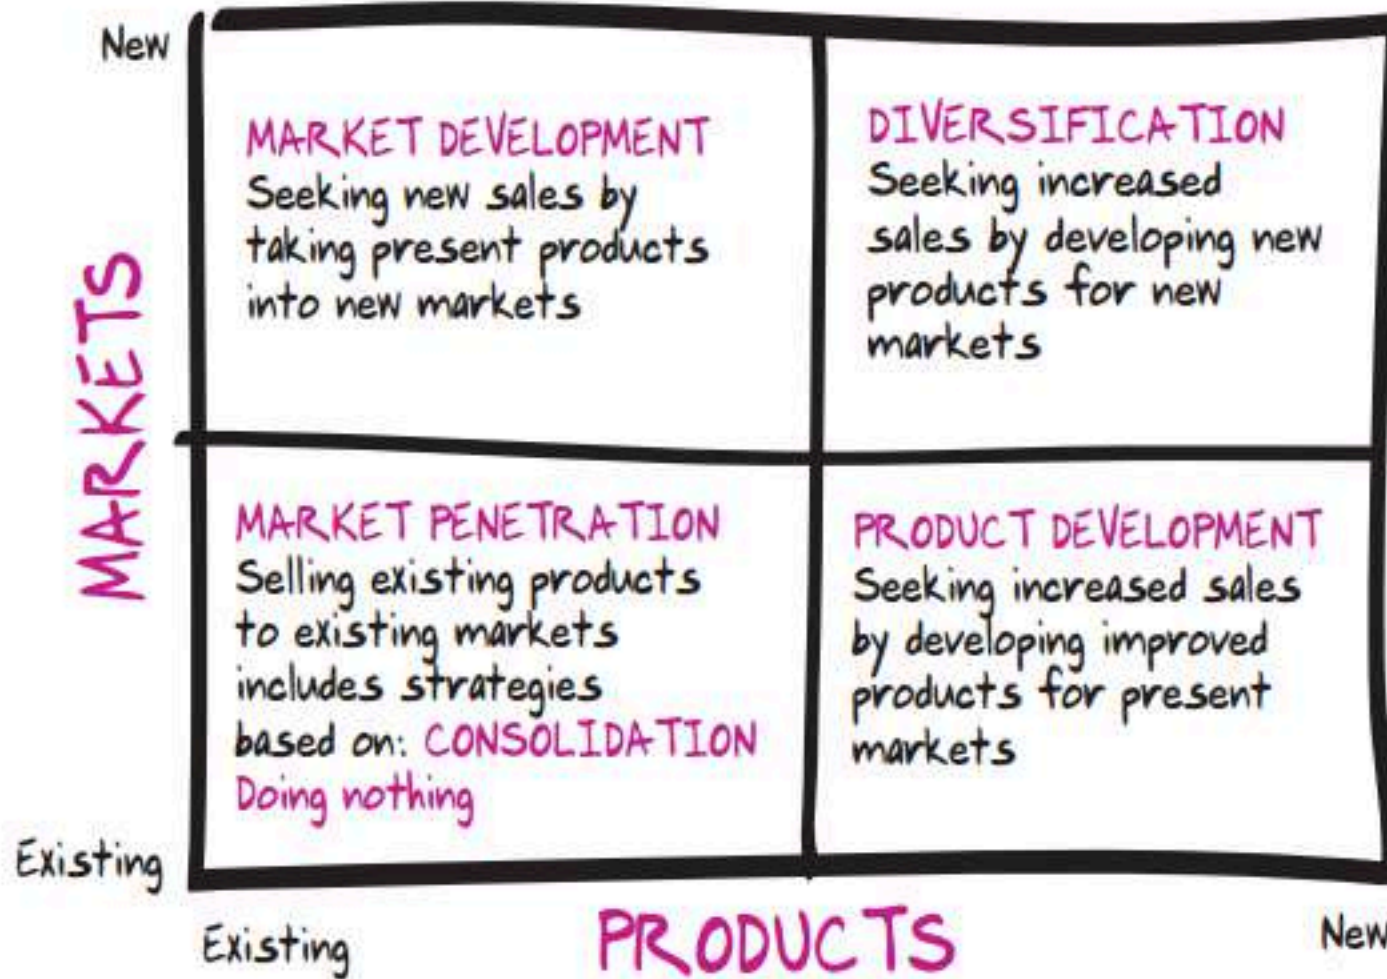 New
MARKET DEVELOPMENT
Seeking new sales by
taking present products
into new markets
DIVERSIFICATION
Seeking increased
sales by developing new
products for new
markets
MARKETS
MARKET PENETRATION
Selling existing products
to existing markets
includes strategies
based on: CONSOLIDATION
Doing nothing
PRODUCT DEVELOPMENT
Seeking increased sales
by developing improved
products for present
markets
Existing
Existing
PRODUCTS
New